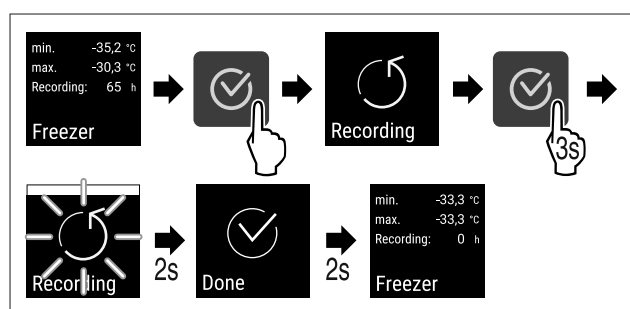 min. -35,2 °C
max. -30,3 °C
Recording: 65 h
Freezer
Recording
3s
Recording
2s
Done
2s
min. -33,3 °C
max. -33,3 °C
Recording: 0 h
Freezer